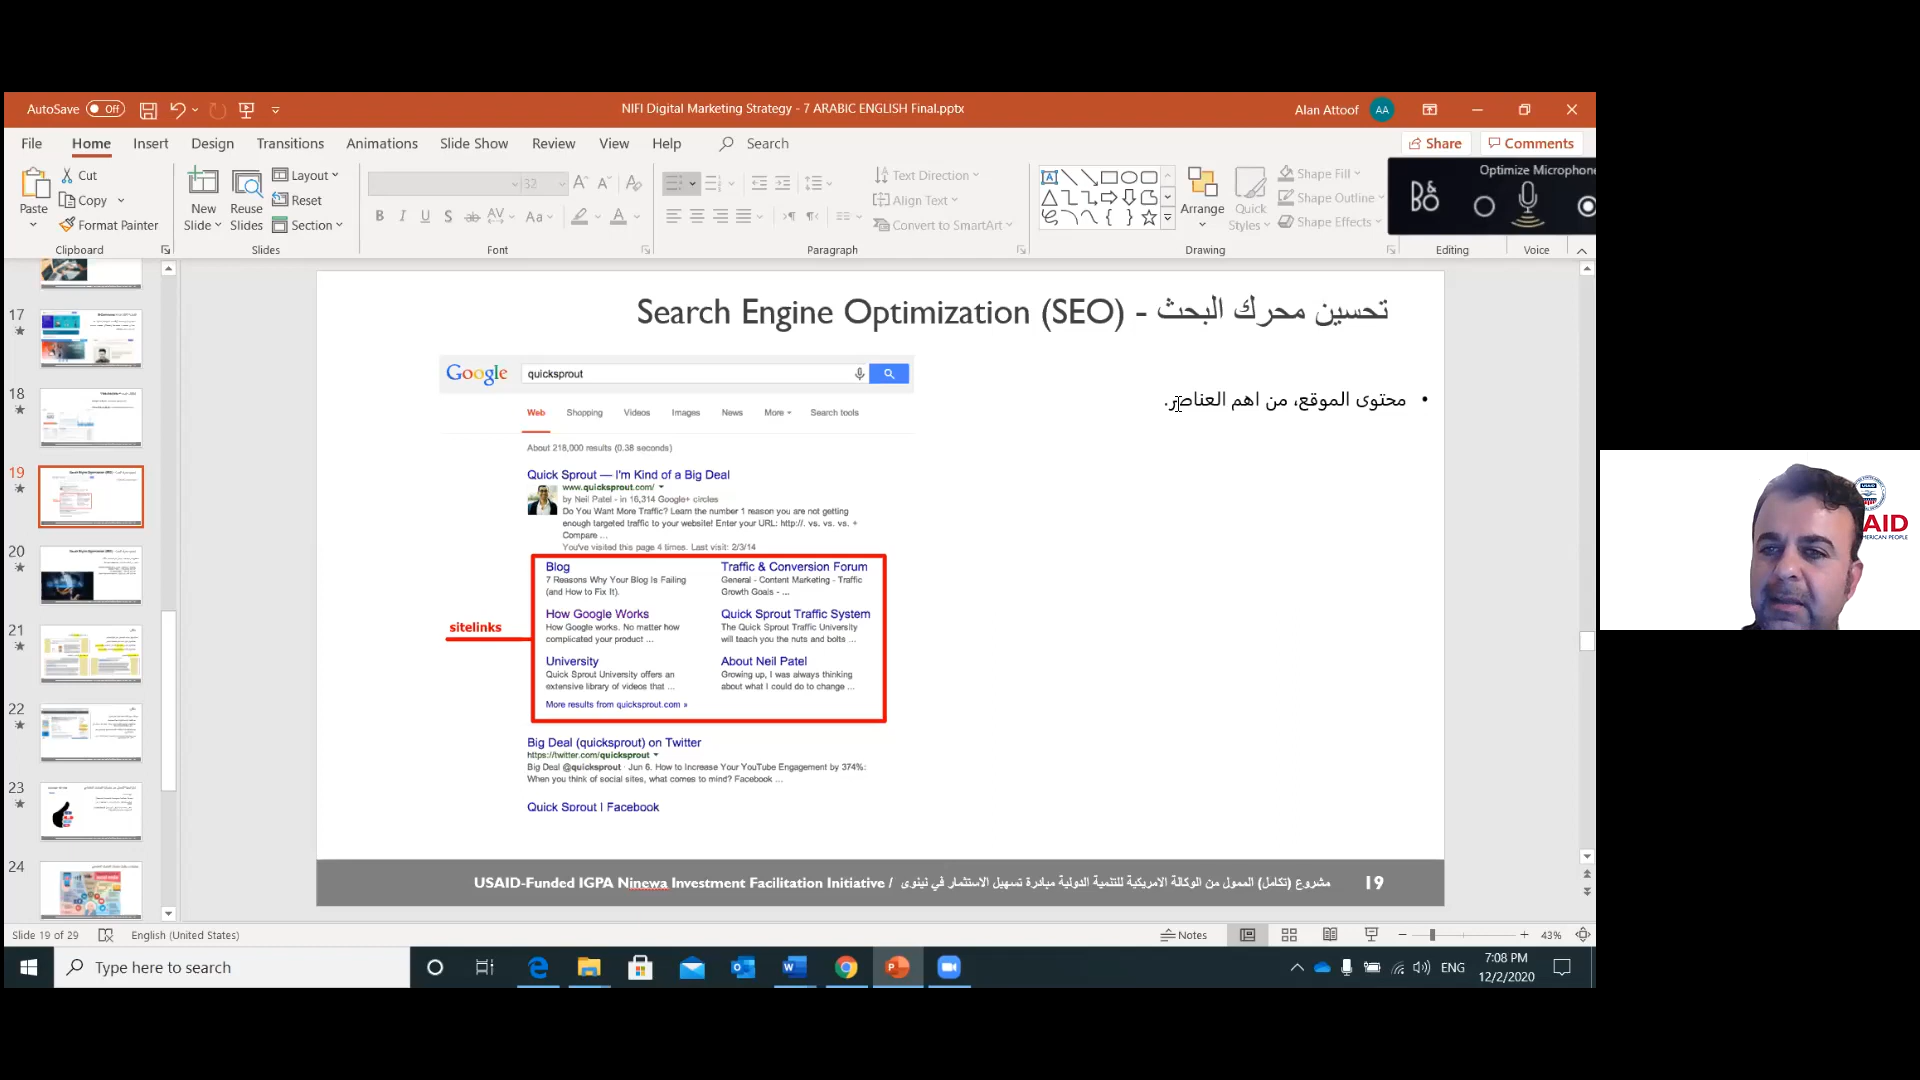 AutoSave Off
NIFI Digital Marketing Strategy - 7 ARABIC ENGLISH Final.pptx
Alan Attoof AA
File Home Insert Design Transitions Animations Slide Show Review View Help Search
Share Comments
Paste
Cut
Copy
Format Painter
Clipboard
New Slide
Reuse Slides
Layout
Reset
Section
Slides
32
Font
Paragraph
Text Direction
Align Text
Convert to SmartArt
Arrange
Quick Styles
Shape Fill
Shape Outline
Shape Effects
Drawing
Editing
Voice
Optimize Microphone
B&O
17
18
19
20
21
22
23
24
Search Engine Optimization (SEO) - تحسين محرك البحث
• محتوى الموقع، من اهم العناصر.
Google quicksprout
Web Shopping Videos Images News More Search tools
About 218,000 results (0.38 seconds)
Quick Sprout — I'm Kind of a Big Deal
www.quicksprout.com/
by Neil Patel - in 16,314 Google+ circles
Do You Want More Traffic? Learn the number 1 reason you are not getting
enough targeted traffic to your website! Enter your URL: http://. vs. vs. vs. +
Compare ...
You've visited this page 4 times. Last visit: 2/3/14
sitelinks
Blog
7 Reasons Why Your Blog Is Failing
(and How to Fix It).
Traffic & Conversion Forum
General - Content Marketing - Traffic
Growth Goals - ...
How Google Works
How Google works. No matter how
complicated your product ...
Quick Sprout Traffic System
The Quick Sprout Traffic University
will teach you the nuts and bolts ...
University
Quick Sprout University offers an
extensive library of videos that ...
About Neil Patel
Growing up, I was always thinking
about what I could do to change ...
More results from quicksprout.com »
Big Deal (quicksprout) on Twitter
https://twitter.com/quicksprout
Big Deal @quicksprout · Jun 6. How to Increase Your YouTube Engagement by 374%:
When you think of social sites, what comes to mind? Facebook ...
Quick Sprout | Facebook
USAID-Funded IGPA Ninewa Investment Facilitation Initiative / مشروع (تكامل) الممول من الوكالة الامريكية للتنمية الدولية مبادرة تسهيل الاستثمار في نينوى 19
AID
Slide 19 of 29 English (United States)
Notes 43%
Type here to search
ENG
7:08 PM
12/2/2020